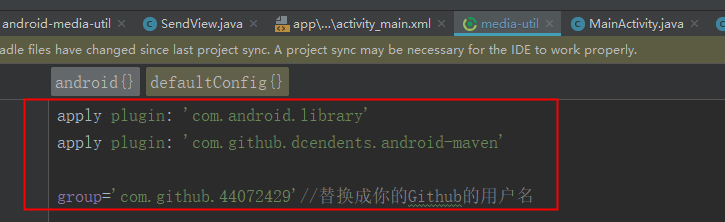 android-media-util SendView.java app\...\activity_main.xml media-util MainActivity.java
adle files have changed since last project sync. A project sync may be necessary for the IDE to work properly.
android{} defaultConfig{}
apply plugin: 'com.android.library'
apply plugin: 'com.github.dcendents.android-maven'
group='com.github.44072429'//替换成你的Github的用户名